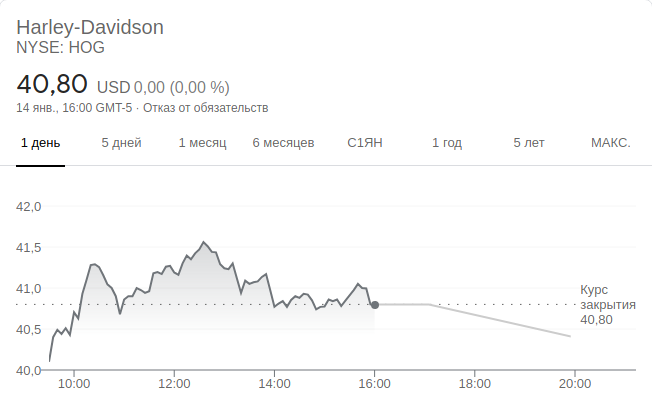 Harley-Davidson
NYSE: HOG
40,80 USD 0,00 (0,00 %)
14 янв., 16:00 GMT-5 · Отказ от обязательств
1 день 5 дней 1 месяц 6 месяцев С1ЯН 1 год 5 лет МАКС.
42,0
41,5
41,0
Курс
закрытия
40,80
40,5
40,0
10:00 12:00 14:00 16:00 18:00 20:00